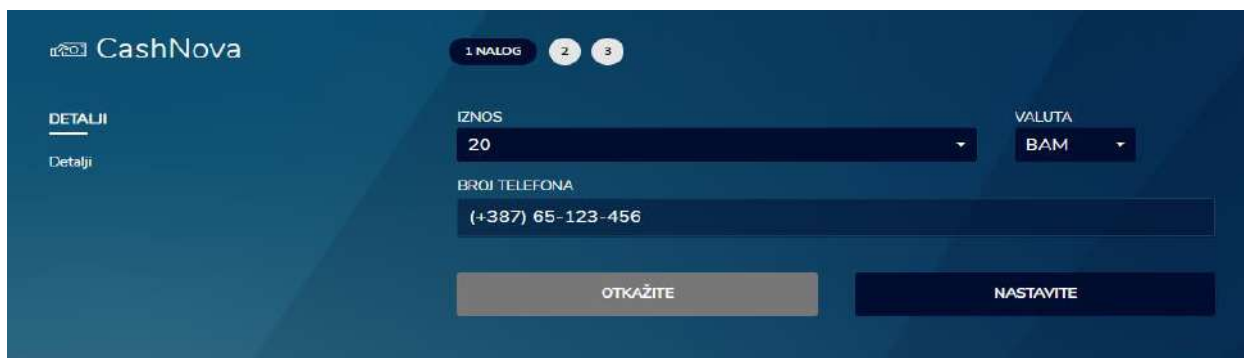 CashNova
1 NALOG 2 3
DETALJI
Detalji
IZNOS VALUTA
20 BAM
BROJ TELEFONA
(+387) 65-123-456
OTKAŽITE NASTAVITE